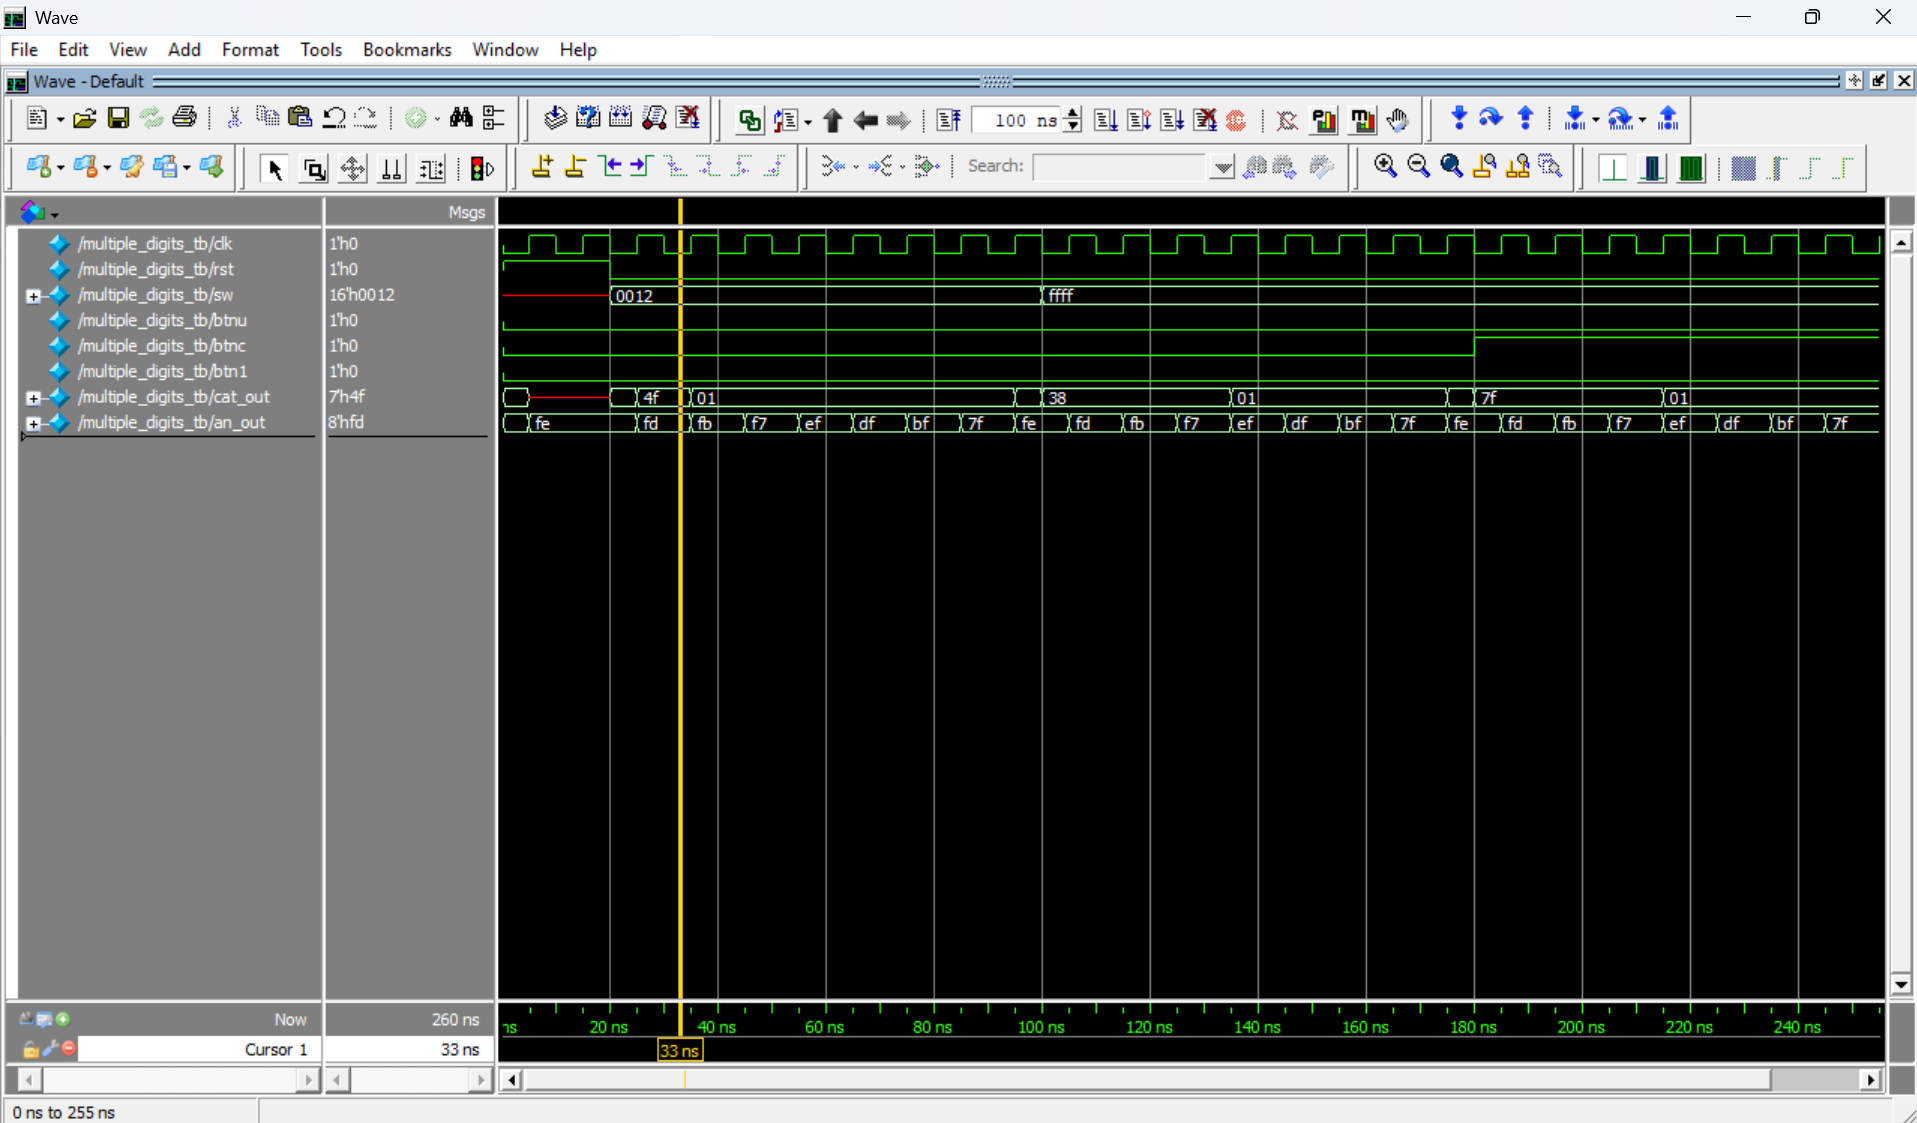 Wave
File Edit View Add Format Tools Bookmarks Window Help
Wave - Default
100 ns
Search:
Msgs
/multiple_digits_tb/clk 1'h0
/multiple_digits_tb/rst 1'h0
/multiple_digits_tb/sw 16'h0012 0012 ffff
/multiple_digits_tb/btnu 1'h0
/multiple_digits_tb/btnc 1'h0
/multiple_digits_tb/btn1 1'h0
/multiple_digits_tb/cat_out 7'h4f 4f 01 38 01 7f 01
/multiple_digits_tb/an_out 8'hfd fe fd fb f7 ef df bf 7f fe fd fb f7 ef df bf 7f fe fd fb f7 ef df bf 7f
Now 260 ns ns 20 ns 40 ns 60 ns 80 ns 100 ns 120 ns 140 ns 160 ns 180 ns 200 ns 220 ns 240 ns
Cursor 1 33 ns 33 ns
0 ns to 255 ns